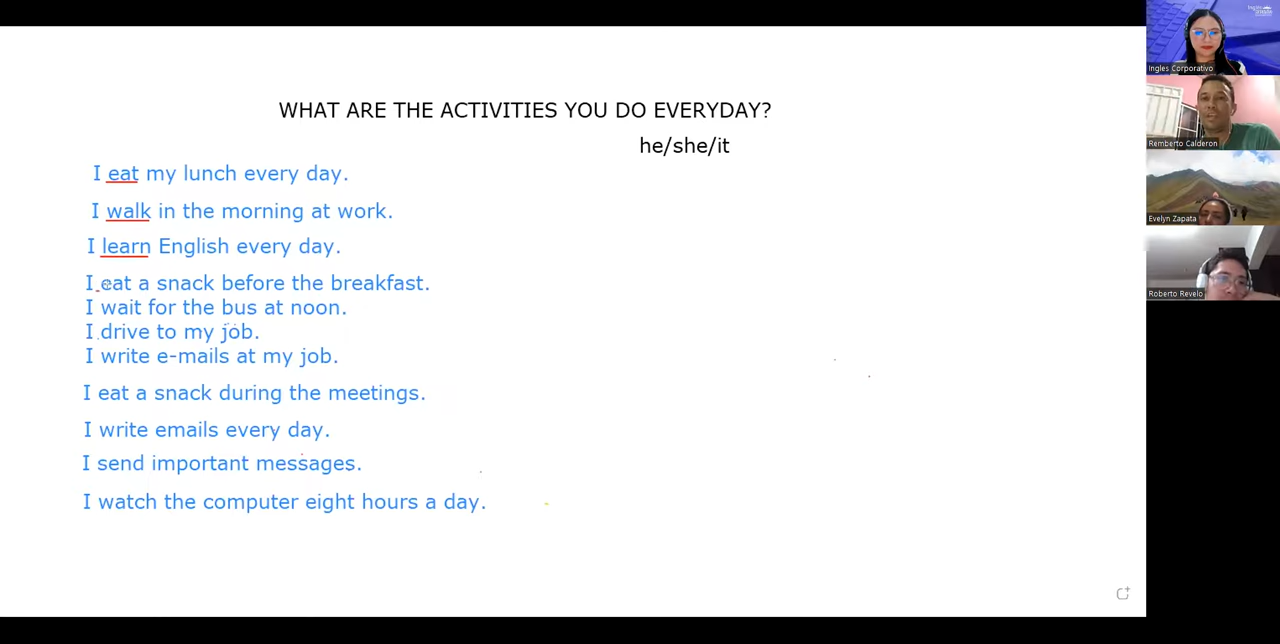 WHAT ARE THE ACTIVITIES YOU DO EVERYDAY?
he/she/it
I eat my lunch every day.
I walk in the morning at work.
I learn English every day.
I eat a snack before the breakfast.
I wait for the bus at noon.
I drive to my job.
I write e-mails at my job.
I eat a snack during the meetings.
I write emails every day.
I send important messages.
I watch the computer eight hours a day.
Ingles Corporativo
Remberto Calderon
Evelyn Zapata
Roberto Revelo